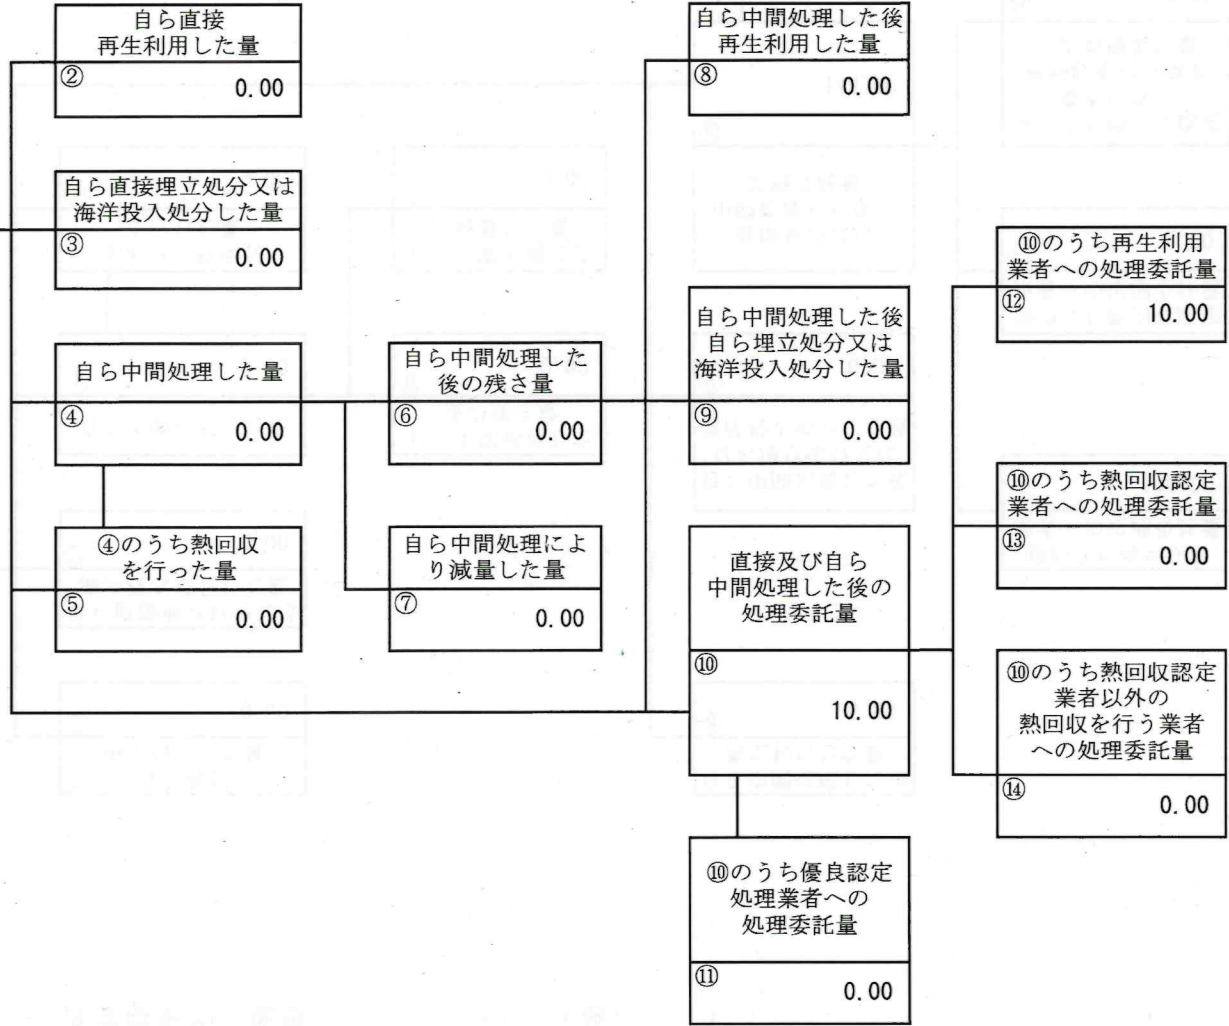 自ら直接
再生利用した量
②
0.00
自ら直接埋立処分又は
海洋投入処分した量
③
0.00
自ら中間処理した量
④
0.00
④のうち熱回収
を行った量
⑤
0.00
自ら中間処理した
後の残さ量
⑥
0.00
自ら中間処理によ
り減量した量
⑦
0.00
自ら中間処理した後
再生利用した量
⑧
0.00
自ら中間処理した後
自ら埋立処分又は
海洋投入処分した量
⑨
0.00
直接及び自ら
中間処理した後の
処理委託量
⑩
10.00
⑩のうち優良認定
処理業者への
処理委託量
⑪
0.00
⑩のうち再生利用
業者への処理委託量
⑫
10.00
⑩のうち熱回収認定
業者への処理委託量
⑬
0.00
⑩のうち熱回収認定
業者以外の
熱回収を行う業者
への処理委託量
⑭
0.00